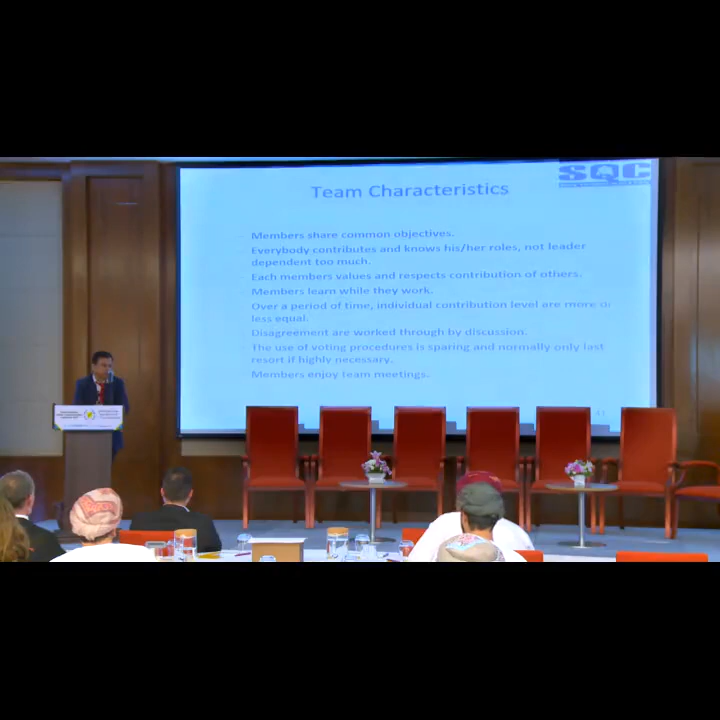 SQC
Team Characteristics
Members share common objectives.
Everybody contributes and knows his/her roles, not leader
dependent too much.
Each members values and respects contribution of others.
Members learn while they work.
Over a period of time, individual contribution level are more or
less equal.
Disagreement are worked through by discussion.
The use of voting procedures is sparing and normally only last
resort if highly necessary.
Members enjoy team meetings.